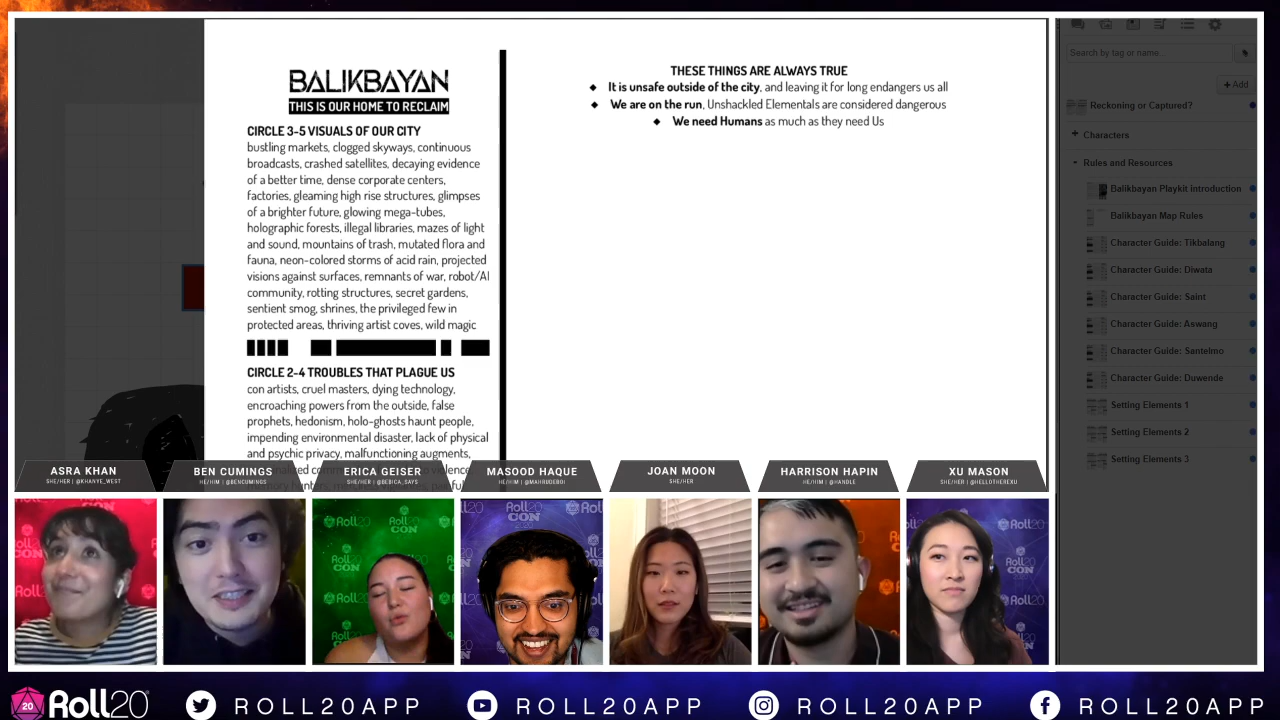 BALIKBAYAN
THIS IS OUR HOME TO RECLAIM
CIRCLE 3-5 VISUALS OF OUR CITY
bustling markets, clogged skyways, continuous
broadcasts, crashed satellites, decaying evidence
of a better time, dense corporate centers,
factories, gleaming high rise structures, glimpses
of a brighter future, glowing mega-tubes,
holographic forests, illegal libraries, mazes of light
and sound, mountains of trash, mutated flora and
fauna, neon-colored storms of acid rain, projected
visions against surfaces, remnants of war, robot/AI
community, rotting structures, secret gardens,
sentient smog, shrines, the privileged few in
protected areas, thriving artist coves, wild magic
CIRCLE 2-4 TROUBLES THAT PLAGUE US
con artists, cruel masters, dying technology,
encroaching powers from the outside, false
prophets, hedonism, holo-ghosts haunt people,
impending environmental disaster, lack of physical
and psychic privacy, malfunctioning augments,
THESE THINGS ARE ALWAYS TRUE
◆ It is unsafe outside of the city, and leaving it for long endangers us all
◆ We are on the run, Unshackled Elementals are considered dangerous
◆ We need Humans as much as they need Us
Search by tag or name...
+ Add
Reckoning or Captured?
Characters
Rules and Resources
Balikbayan Playkit introduction
Balikbayan Map Rules
Character Guide: Tikbalang
Character Guide: Diwata
Character Guide: Saint
Character Guide: Aswang
Character Guide: Santelmo
Character Guide: Duwende
Setting Elements 1
Setting Elements 2
Setting Elements 3
ASRA KHAN
SHE/HER | @KHANYE_WEST
BEN CUMINGS
HE/HIM | @BENCUMINGS
ERICA GEISER
SHE/HER | @BEBICA_SAYS
MASOOD HAQUE
HE/HIM | @MAHRUDEBOI
JOAN MOON
SHE/HER
HARRISON HAPIN
HE/HIM | @HANDLE
XU MASON
SHE/HER | @HELLOTHEREXU
20 Roll20
ROLL20APP
ROLL20APP
ROLL20APP
ROLL20APP